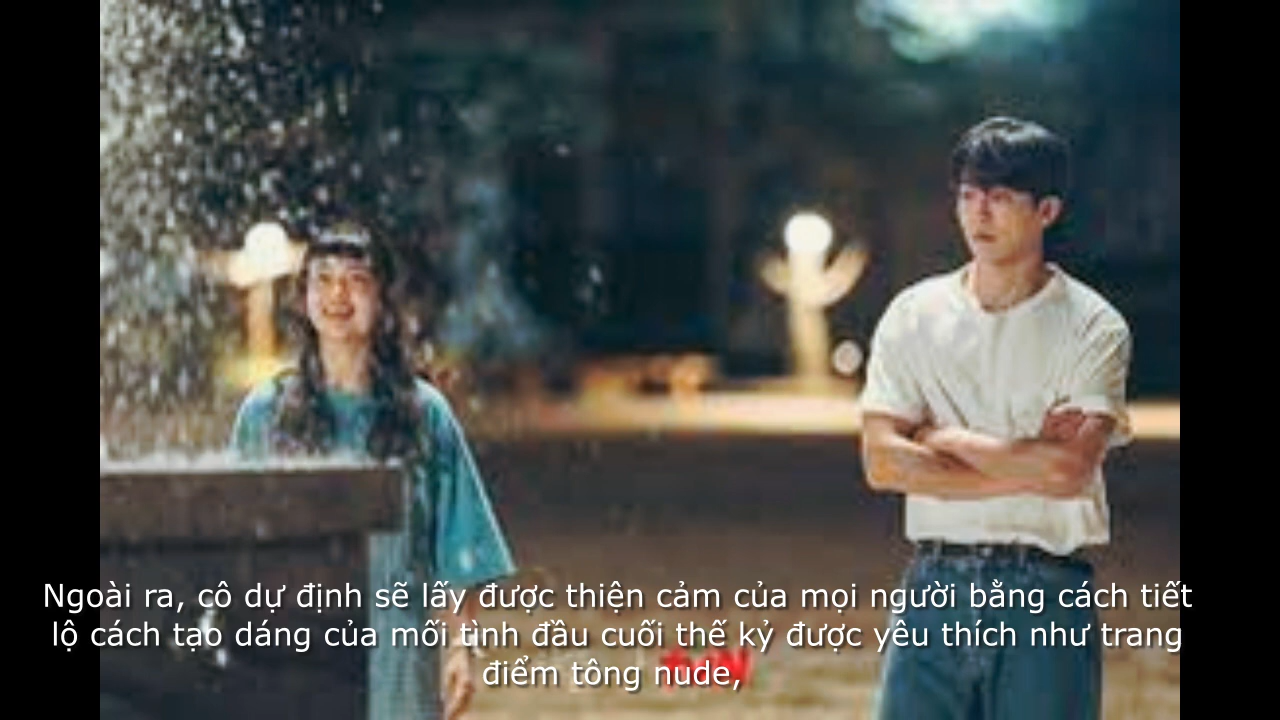 Ngoài ra, cô dự định sẽ lấy được thiện cảm của mọi người bằng cách tiết
lộ cách tạo dáng của mối tình đầu cuối thế kỷ được yêu thích như trang
điểm tông nude,